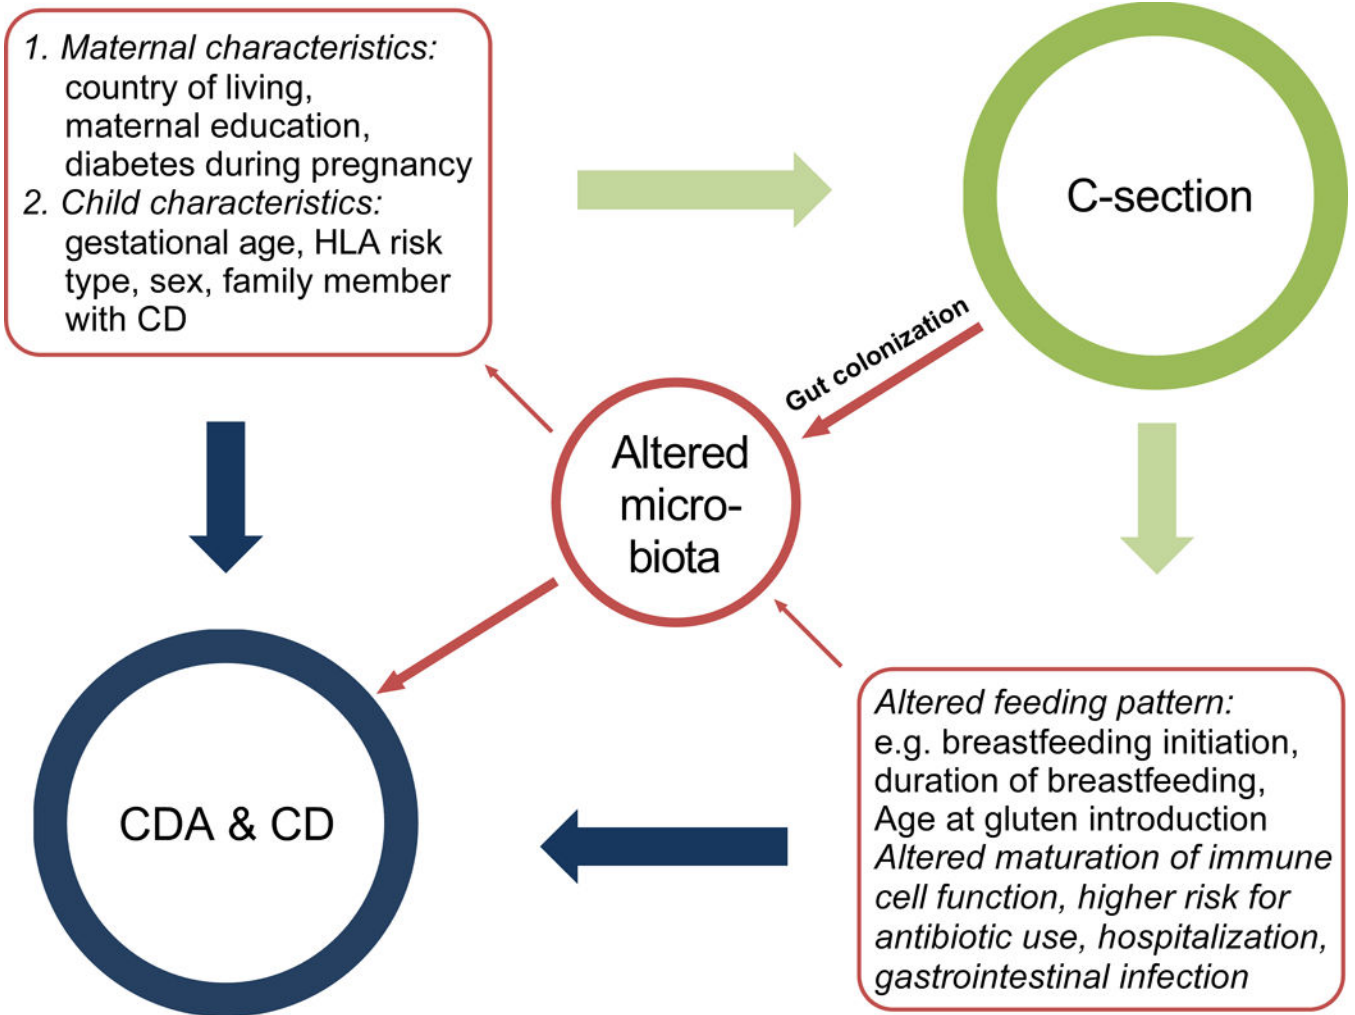 1. Maternal characteristics:
country of living,
maternal education,
diabetes during pregnancy
2. Child characteristics:
gestational age, HLA risk
type, sex, family member
with CD
C-section
Gut colonization
Altered
micro-
biota
CDA & CD
Altered feeding pattern:
e.g. breastfeeding initiation,
duration of breastfeeding,
Age at gluten introduction
Altered maturation of immune
cell function, higher risk for
antibiotic use, hospitalization,
gastrointestinal infection